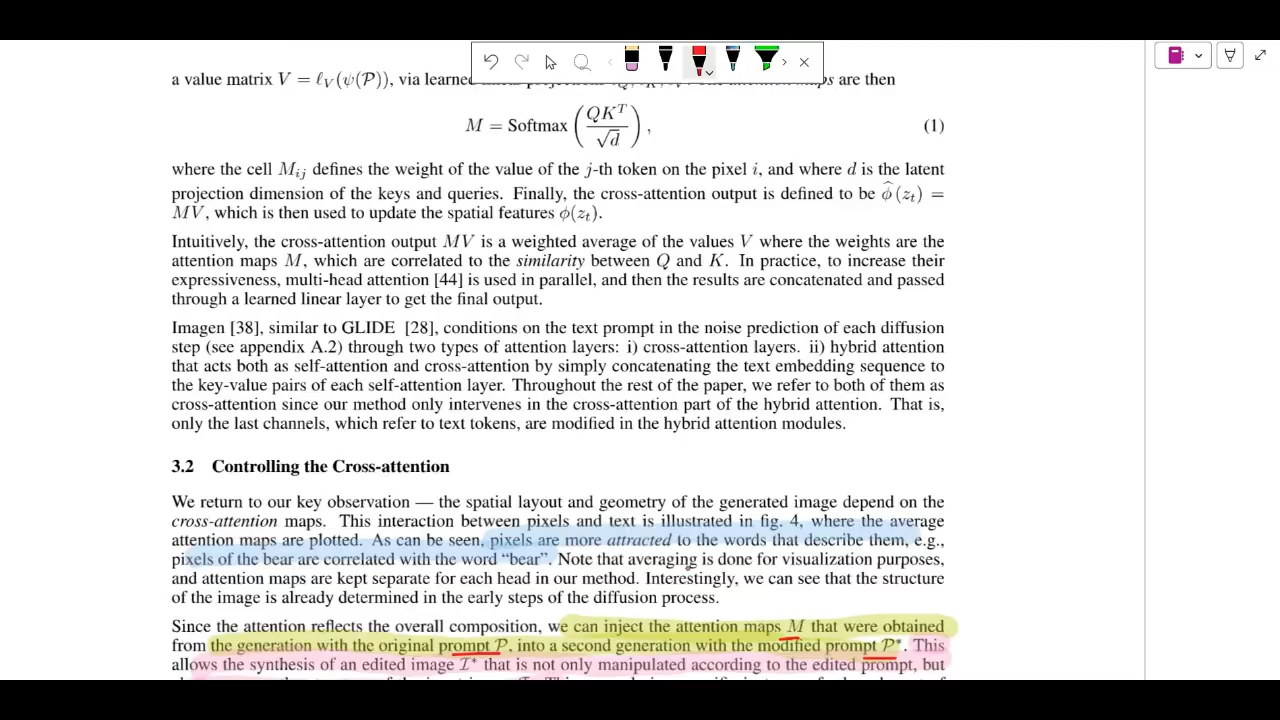 a value matrix V = ℓV(ψ(P)), via learned linear projections are then
M = Softmax (QK^T / √d), (1)
where the cell M_ij defines the weight of the value of the j-th token on the pixel i, and where d is the latent
projection dimension of the keys and queries. Finally, the cross-attention output is defined to be φ̂(z_t) =
MV, which is then used to update the spatial features φ(z_t).
Intuitively, the cross-attention output MV is a weighted average of the values V where the weights are the
attention maps M, which are correlated to the similarity between Q and K. In practice, to increase their
expressiveness, multi-head attention [44] is used in parallel, and then the results are concatenated and passed
through a learned linear layer to get the final output.
Imagen [38], similar to GLIDE [28], conditions on the text prompt in the noise prediction of each diffusion
step (see appendix A.2) through two types of attention layers: i) cross-attention layers. ii) hybrid attention
that acts both as self-attention and cross-attention by simply concatenating the text embedding sequence to
the key-value pairs of each self-attention layer. Throughout the rest of the paper, we refer to both of them as
cross-attention since our method only intervenes in the cross-attention part of the hybrid attention. That is,
only the last channels, which refer to text tokens, are modified in the hybrid attention modules.
3.2 Controlling the Cross-attention
We return to our key observation — the spatial layout and geometry of the generated image depend on the
cross-attention maps. This interaction between pixels and text is illustrated in fig. 4, where the average
attention maps are plotted. As can be seen, pixels are more attracted to the words that describe them, e.g.,
pixels of the bear are correlated with the word “bear”. Note that averaging is done for visualization purposes,
and attention maps are kept separate for each head in our method. Interestingly, we can see that the structure
of the image is already determined in the early steps of the diffusion process.
Since the attention reflects the overall composition, we can inject the attention maps M that were obtained
from the generation with the original prompt P, into a second generation with the modified prompt P*. This
allows the synthesis of an edited image I* that is not only manipulated according to the edited prompt, but